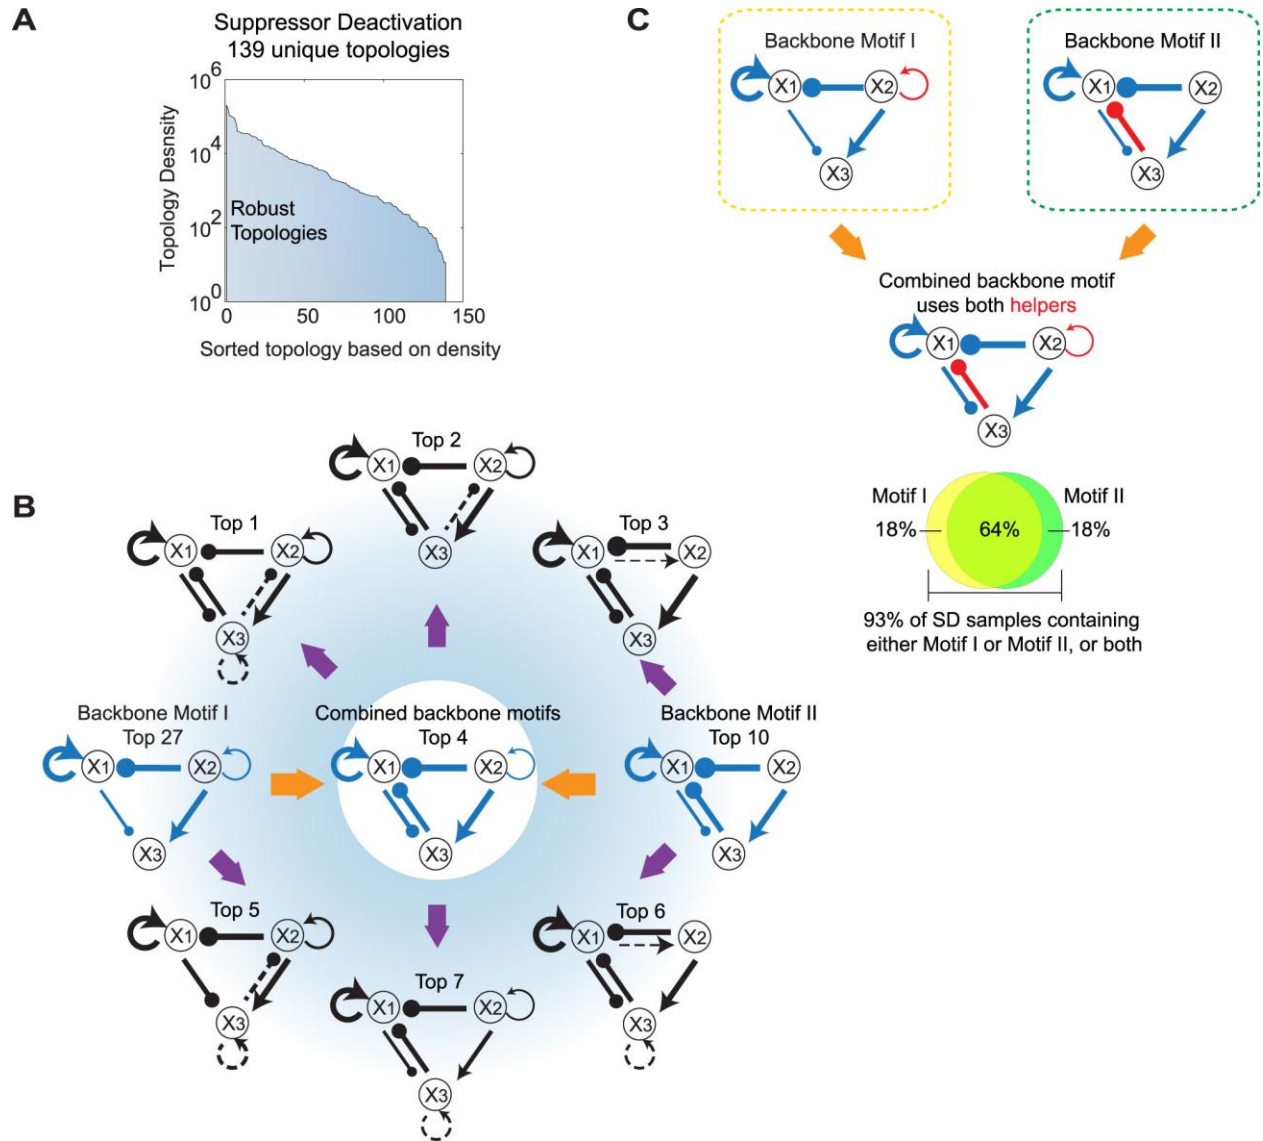 A
Suppressor Deactivation
139 unique topologies
Topology Desnsity
10^6
10^4
10^2
10^0
Robust
Topologies
0
50
100
150
Sorted topology based on density
B
Top 2
X1
X2
X3
Top 1
X1
X2
X3
Top 3
X1
X2
X3
Backbone Motif I
Top 27
X1
X2
X3
Combined backbone motifs
Top 4
X1
X2
X3
Backbone Motif II
Top 10
X1
X2
X3
Top 5
X1
X2
X3
Top 7
X1
X2
X3
Top 6
X1
X2
X3
C
Backbone Motif I
X1
X2
X3
Backbone Motif II
X1
X2
X3
Combined backbone motif
uses both helpers
X1
X2
X3
Motif I
18%
64%
Motif II
18%
93% of SD samples containing
either Motif I or Motif II, or both